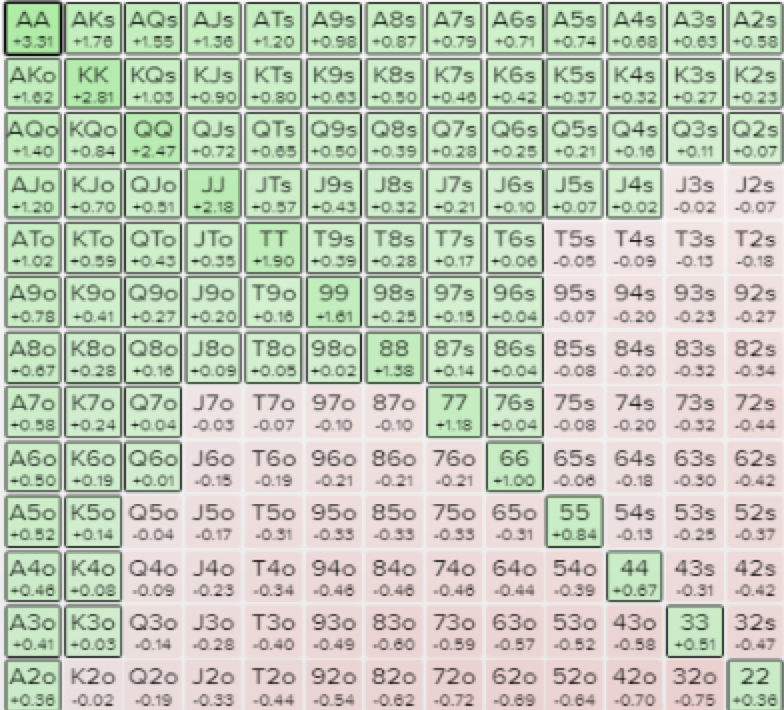 AA AKs AQs AJs ATs A9s A8s A7s A6s A5s A4s A3s A2s
+3.31 +1.76 +1.55 +1.36 +1.20 +0.98 +0.87 +0.79 +0.71 +0.74 +0.68 +0.63 +0.58
AKo KK KQs KJs KTs K9s K8s K7s K6s K5s K4s K3s K2s
+1.62 +2.81 +1.03 +0.90 +0.80 +0.63 +0.50 +0.46 +0.42 +0.37 +0.32 +0.27 +0.23
AQo KQo QQ QJs QTs Q9s Q8s Q7s Q6s Q5s Q4s Q3s Q2s
+1.40 +0.84 +2.47 +0.72 +0.65 +0.50 +0.39 +0.28 +0.25 +0.21 +0.16 +0.11 +0.07
AJo KJo QJo JJ JTs J9s J8s J7s J6s J5s J4s J3s J2s
+1.20 +0.70 +0.51 +2.18 +0.57 +0.43 +0.32 +0.21 +0.10 +0.07 +0.02 -0.02 -0.07
ATo KTo QTo JTo TT T9s T8s T7s T6s T5s T4s T3s T2s
+1.02 +0.59 +0.43 +0.35 +1.90 +0.39 +0.28 +0.17 +0.06 -0.05 -0.09 -0.13 -0.18
A9o K9o Q9o J9o T9o 99 98s 97s 96s 95s 94s 93s 92s
+0.78 +0.41 +0.27 +0.20 +0.16 +1.61 +0.25 +0.15 +0.04 -0.07 -0.20 -0.23 -0.27
A8o K8o Q8o J8o T8o 98o 88 87s 86s 85s 84s 83s 82s
+0.67 +0.28 +0.16 +0.09 +0.05 +0.02 +1.38 +0.14 +0.04 -0.08 -0.20 -0.32 -0.34
A7o K7o Q7o J7o T7o 97o 87o 77 76s 75s 74s 73s 72s
+0.58 +0.24 +0.04 -0.03 -0.07 -0.10 -0.10 +1.18 +0.04 -0.08 -0.20 -0.32 -0.44
A6o K6o Q6o J6o T6o 96o 86o 76o 66 65s 64s 63s 62s
+0.50 +0.19 +0.01 -0.15 -0.19 -0.21 -0.21 -0.21 +1.00 -0.06 -0.18 -0.30 -0.42
A5o K5o Q5o J5o T5o 95o 85o 75o 65o 55 54s 53s 52s
+0.52 +0.14 -0.04 -0.17 -0.31 -0.33 -0.33 -0.33 -0.31 +0.84 -0.13 -0.25 -0.37
A4o K4o Q4o J4o T4o 94o 84o 74o 64o 54o 44 43s 42s
+0.46 +0.08 -0.09 -0.23 -0.34 -0.46 -0.46 -0.46 -0.44 -0.39 +0.67 -0.31 -0.42
A3o K3o Q3o J3o T3o 93o 83o 73o 63o 53o 43o 33 32s
+0.41 +0.03 -0.14 -0.28 -0.40 -0.49 -0.60 -0.59 -0.57 -0.52 -0.58 +0.51 -0.47
A2o K2o Q2o J2o T2o 92o 82o 72o 62o 52o 42o 32o 22
+0.36 -0.02 -0.19 -0.33 -0.44 -0.54 -0.62 -0.72 -0.69 -0.64 -0.70 -0.75 +0.36